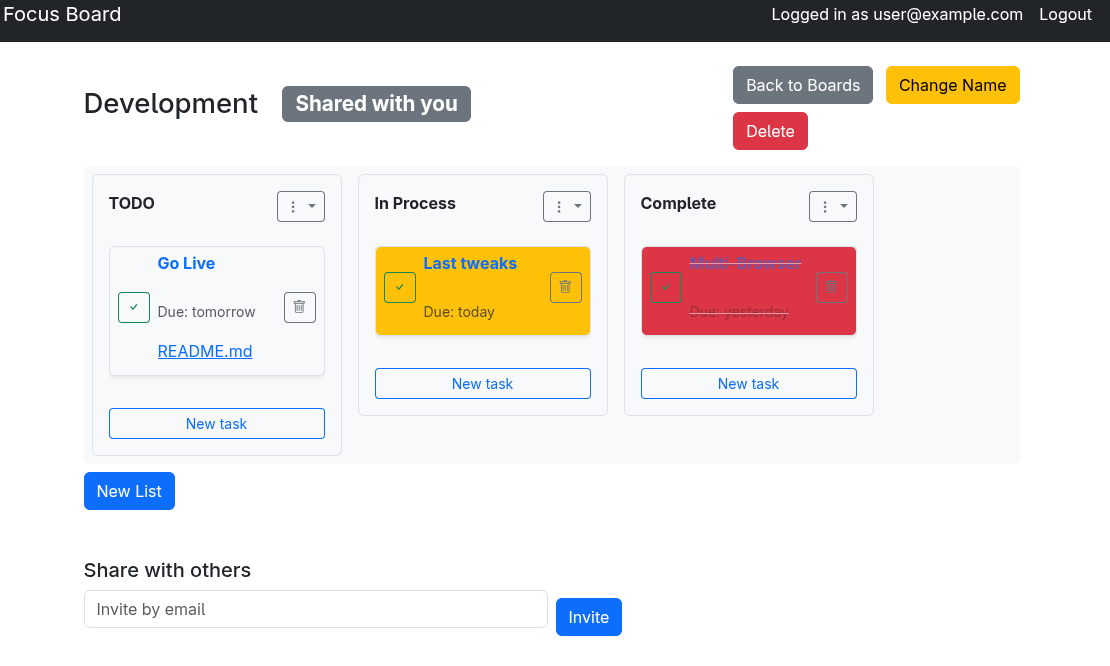 Focus Board
Logged in as user@example.com Logout
Development
Shared with you
Back to Boards
Change Name
Delete
TODO
Go Live
Due: tomorrow
README.md
New task
In Process
Last tweaks
Due: today
New task
Complete
Multi-Browser
Due: yesterday
New task
New List
Share with others
Invite by email
Invite